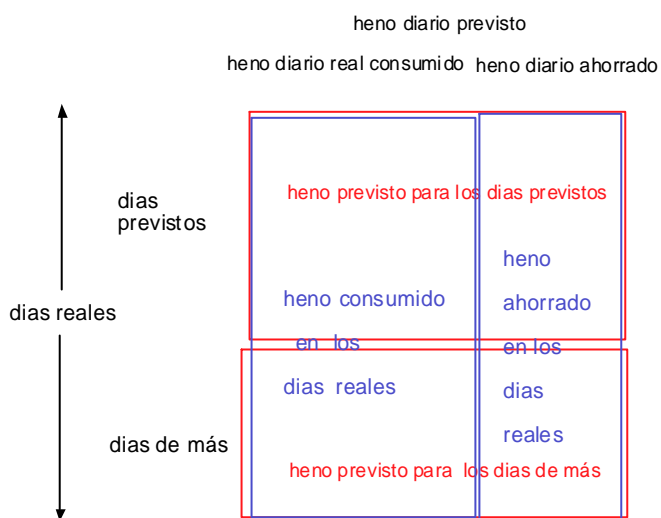 heno diario previsto
heno diario real consumido heno diario ahorrado
dias
previstos
heno previsto para los dias previstos
heno
ahorrado
en los
dias
reales
heno consumido
en los
dias reales
dias reales
dias de más
heno previsto para los dias de más